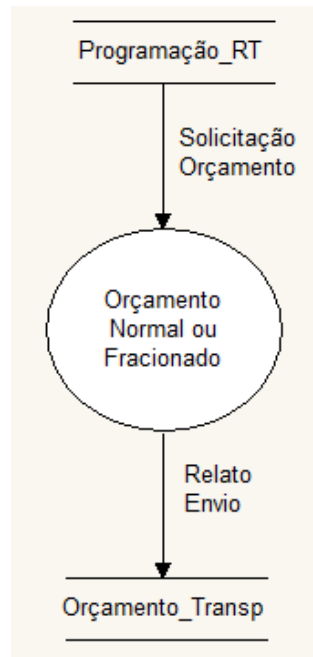 Programação_RT
Solicitação
Orçamento
Orçamento
Normal ou
Fracionado
Relato
Envio
Orçamento_Transp